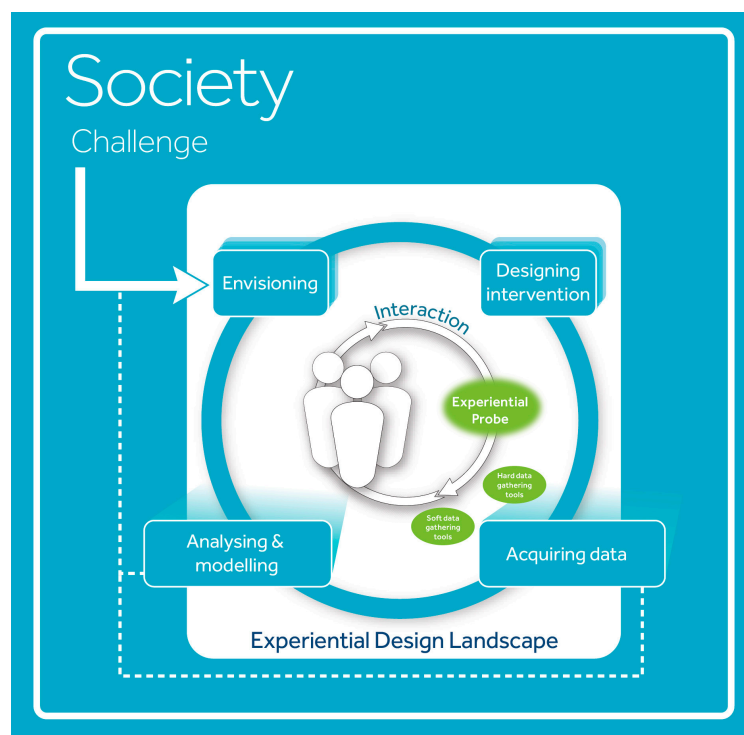 Society
Challenge
Envisioning
Designing
intervention
Interaction
Experiential
Probe
Hard data
gathering
tools
Soft data
gathering
tools
Analysing &
modelling
Acquiring data
Experiential Design Landscape